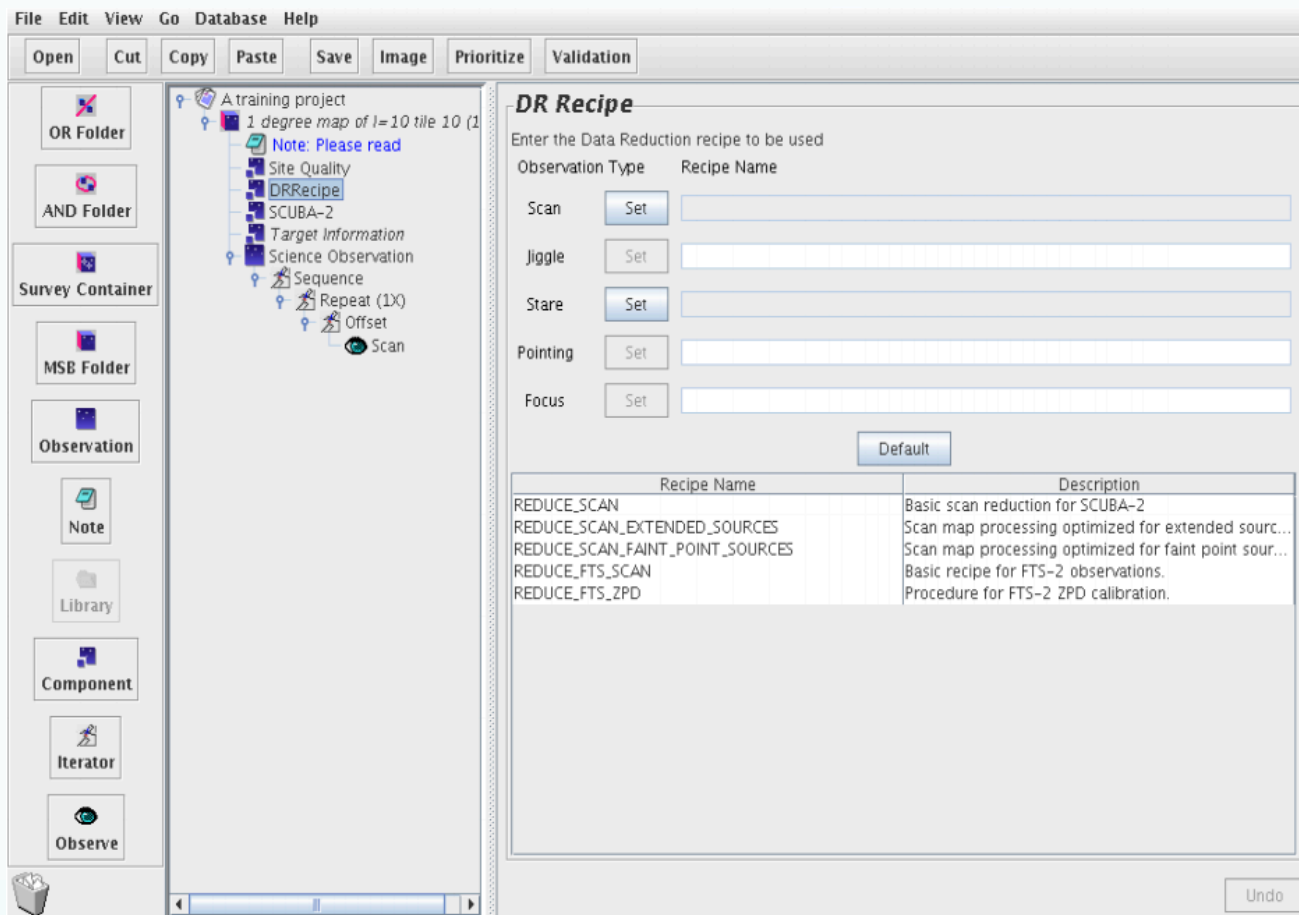 File Edit View Go Database Help
Open Cut Copy Paste Save Image Prioritize Validation
OR Folder
AND Folder
Survey Container
MSB Folder
Observation
Note
Library
Component
Iterator
Observe
A training project
1 degree map of l=10 tile 10 (1
Note: Please read
Site Quality
DRRecipe
SCUBA-2
Target Information
Science Observation
Sequence
Repeat (1X)
Offset
Scan
DR Recipe
Enter the Data Reduction recipe to be used
Observation Type Recipe Name
Scan Set
Jiggle Set
Stare Set
Pointing Set
Focus Set
Default
Recipe Name Description
REDUCE_SCAN Basic scan reduction for SCUBA-2
REDUCE_SCAN_EXTENDED_SOURCES Scan map processing optimized for extended sourc...
REDUCE_SCAN_FAINT_POINT_SOURCES Scan map processing optimized for faint point sour...
REDUCE_FTS_SCAN Basic recipe for FTS-2 observations.
REDUCE_FTS_ZPD Procedure for FTS-2 ZPD calibration.
Undo